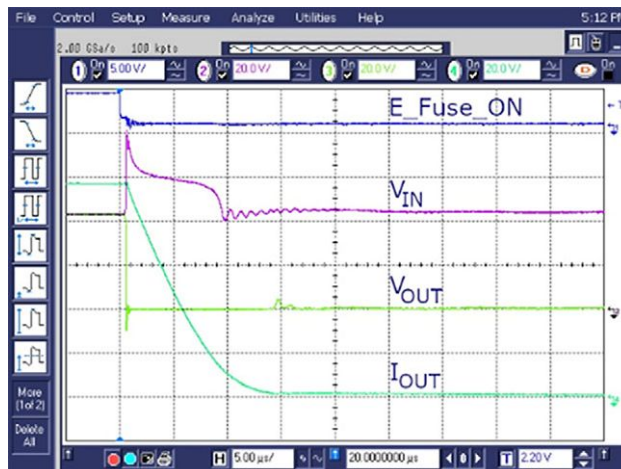 File Control Setup Measure Analyze Utilities Help 5:12 P
2.00 GSa/s 100 kpts
1 On 5.00 V/ 2 On 20.0 V/ 3 On 20.0 V/ 4 On 20.0 V/ On
E_Fuse_ON
VIN
VOUT
IOUT
More
(1 of 2)
Delete
All
H 5.00 µs/ 20.0000000 µs 0 T 2.20 V